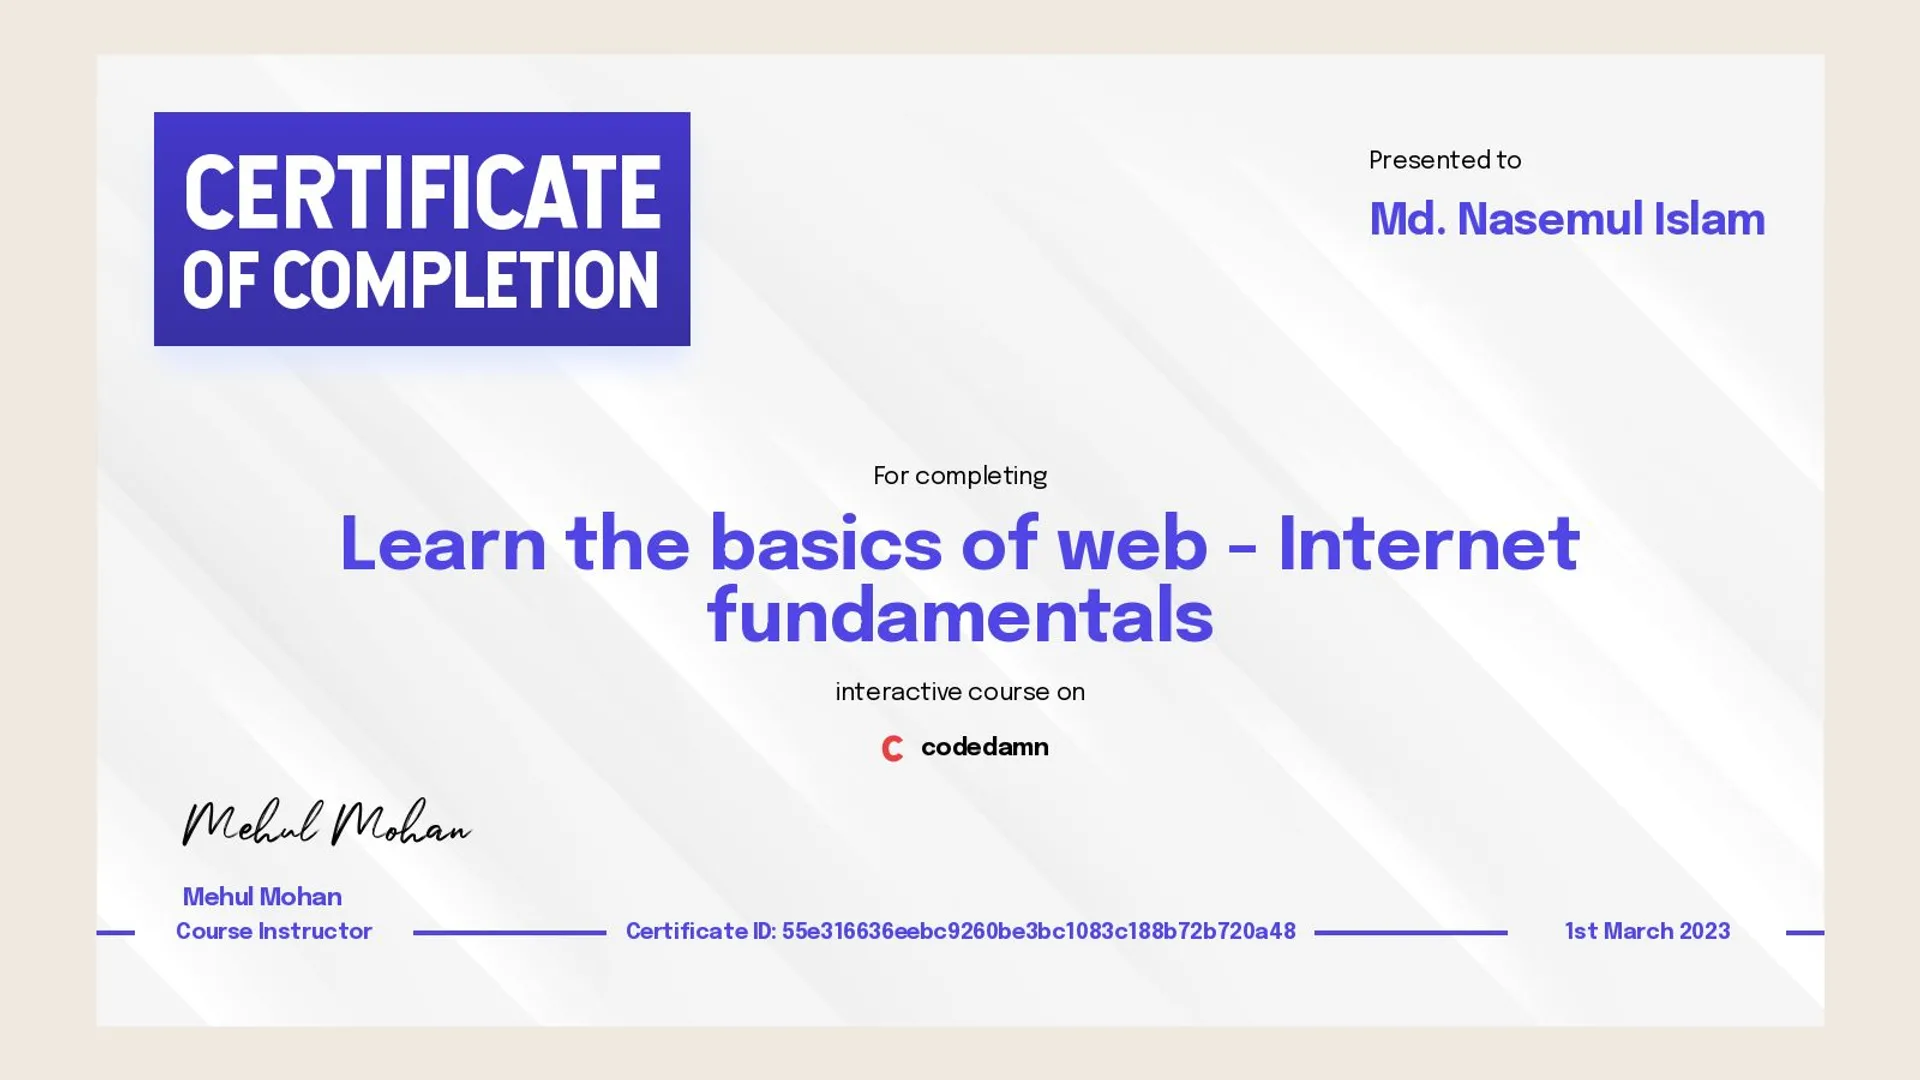 CERTIFICATE
OF COMPLETION
Presented to
Md. Nasemul Islam
For completing
Learn the basics of web – Internet
fundamentals
interactive course on
codedamn
Mehul Mohan
Mehul Mohan
Course Instructor
Certificate ID: 55e316636eebc9260be3bc1083c188b72b720a48
1st March 2023